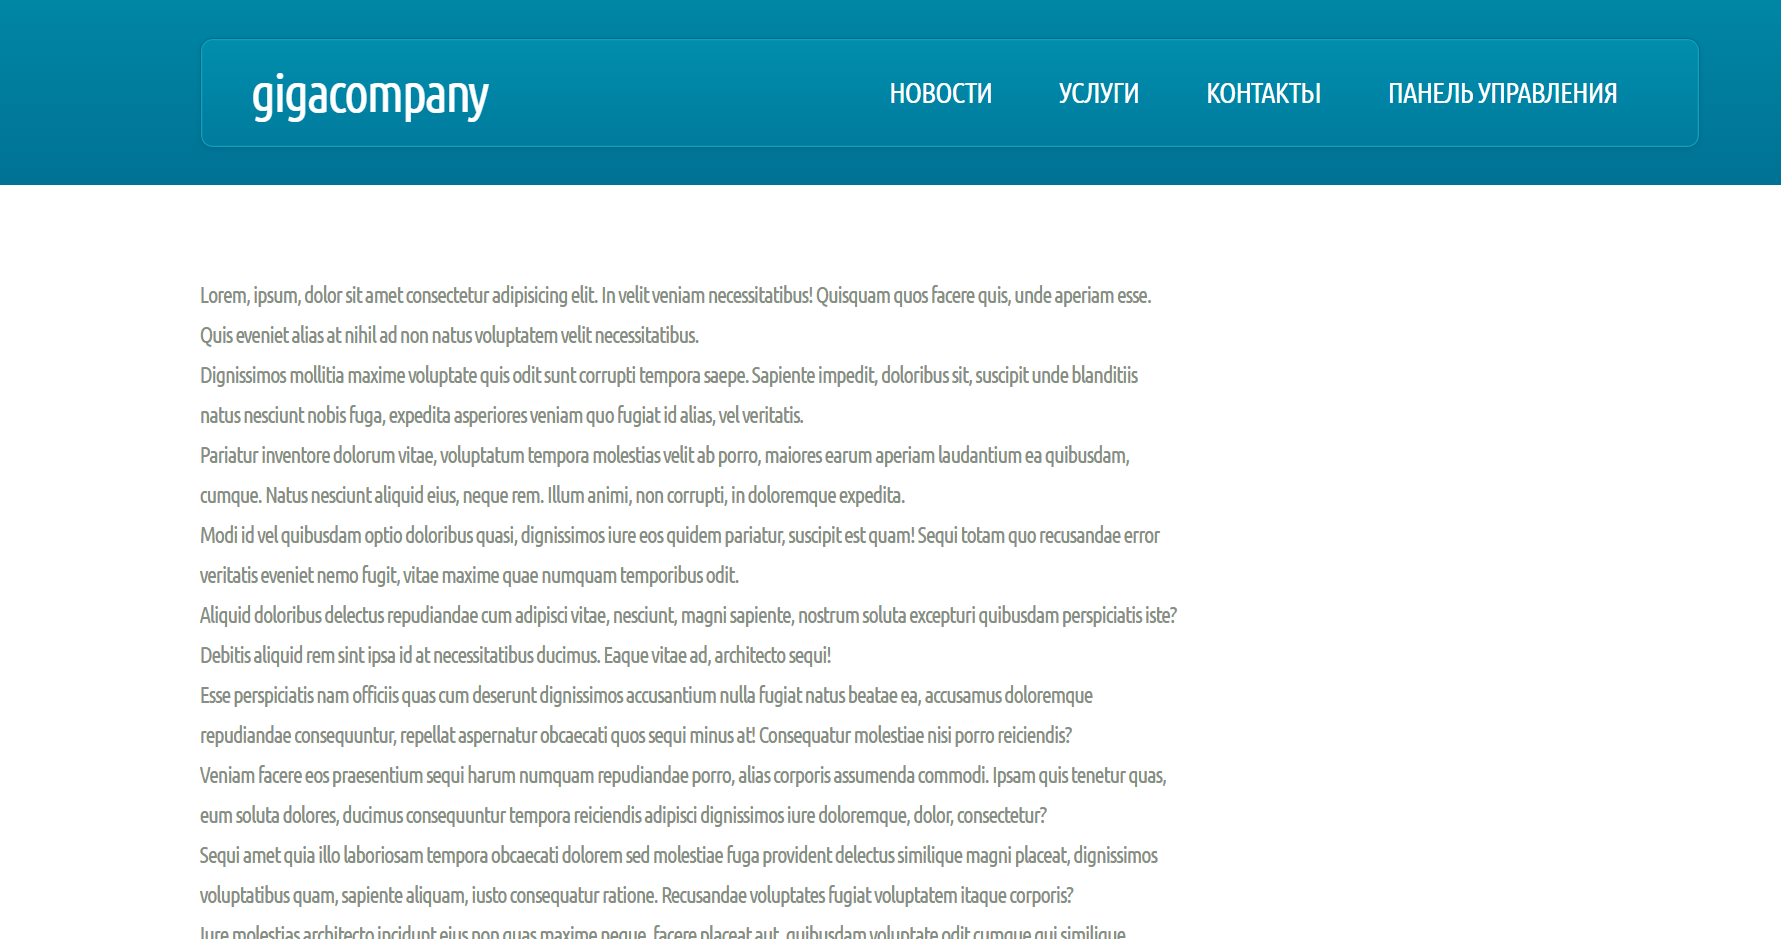 gigacompany
НОВОСТИ УСЛУГИ КОНТАКТЫ ПАНЕЛЬ УПРАВЛЕНИЯ
Lorem, ipsum, dolor sit amet consectetur adipisicing elit. In velit veniam necessitatibus! Quisquam quos facere quis, unde aperiam esse.
Quis eveniet alias at nihil ad non natus voluptatem velit necessitatibus.
Dignissimos mollitia maxime voluptate quis odit sunt corrupti tempora saepe. Sapiente impedit, doloribus sit, suscipit unde blanditiis
natus nesciunt nobis fuga, expedita asperiores veniam quo fugiat id alias, vel veritatis.
Pariatur inventore dolorum vitae, voluptatum tempora molestias velit ab porro, maiores earum aperiam laudantium ea quibusdam,
cumque. Natus nesciunt aliquid eius, neque rem. Illum animi, non corrupti, in doloremque expedita.
Modi id vel quibusdam optio doloribus quasi, dignissimos iure eos quidem pariatur, suscipit est quam! Sequi totam quo recusandae error
veritatis eveniet nemo fugit, vitae maxime quae numquam temporibus odit.
Aliquid doloribus delectus repudiandae cum adipisci vitae, nesciunt, magni sapiente, nostrum soluta excepturi quibusdam perspiciatis iste?
Debitis aliquid rem sint ipsa id at necessitatibus ducimus. Eaque vitae ad, architecto sequi!
Esse perspiciatis nam officiis quas cum deserunt dignissimos accusantium nulla fugiat natus beatae ea, accusamus doloremque
repudiandae consequuntur, repellat aspernatur obcaecati quos sequi minus at! Consequatur molestiae nisi porro reiciendis?
Veniam facere eos praesentium sequi harum numquam repudiandae porro, alias corporis assumenda commodi. Ipsam quis tenetur quas,
eum soluta dolores, ducimus consequuntur tempora reiciendis adipisci dignissimos iure doloremque, dolor, consectetur?
Sequi amet quia illo laboriosam tempora obcaecati dolorem sed molestiae fuga provident delectus similique magni placeat, dignissimos
voluptatibus quam, sapiente aliquam, iusto consequatur ratione. Recusandae voluptates fugiat voluptatem itaque corporis?
Iure molestias architecto incidunt eius non quas maxime neque, facere placeat aut, quibusdam voluptate odit cumque qui similique